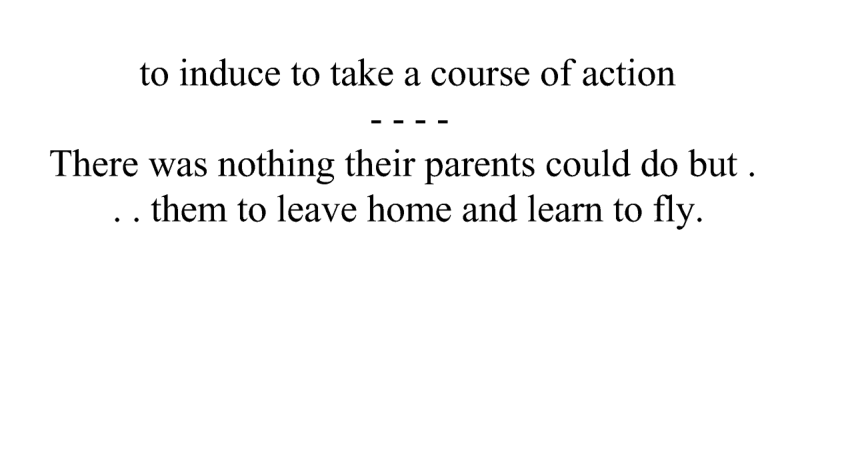 to induce to take a course of action
- - - -
There was nothing their parents could do but .
. . them to leave home and learn to fly.